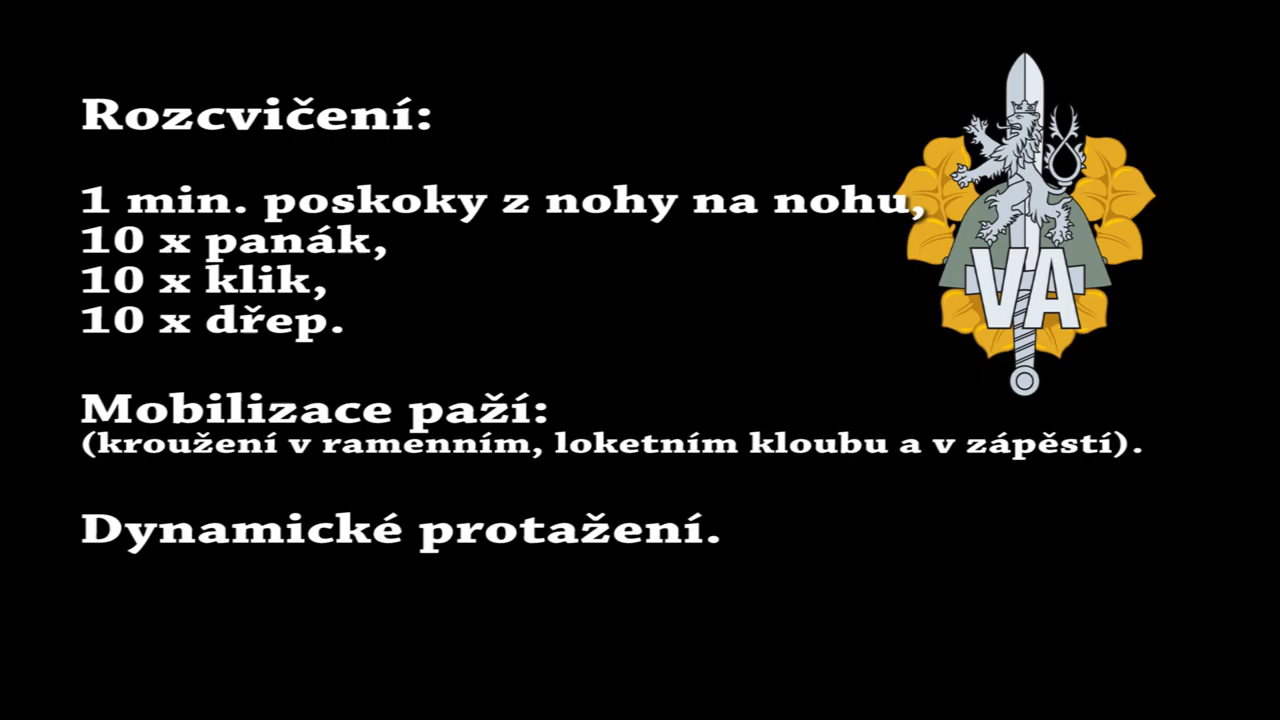 Rozcvičení:
1 min. poskoky z nohy na nohu,
10 x panák,
10 x klik,
10 x dřep.
Mobilizace paží:
(kroužení v ramenním, loketním kloubu a v zápěstí).
Dynamické protažení.
VA